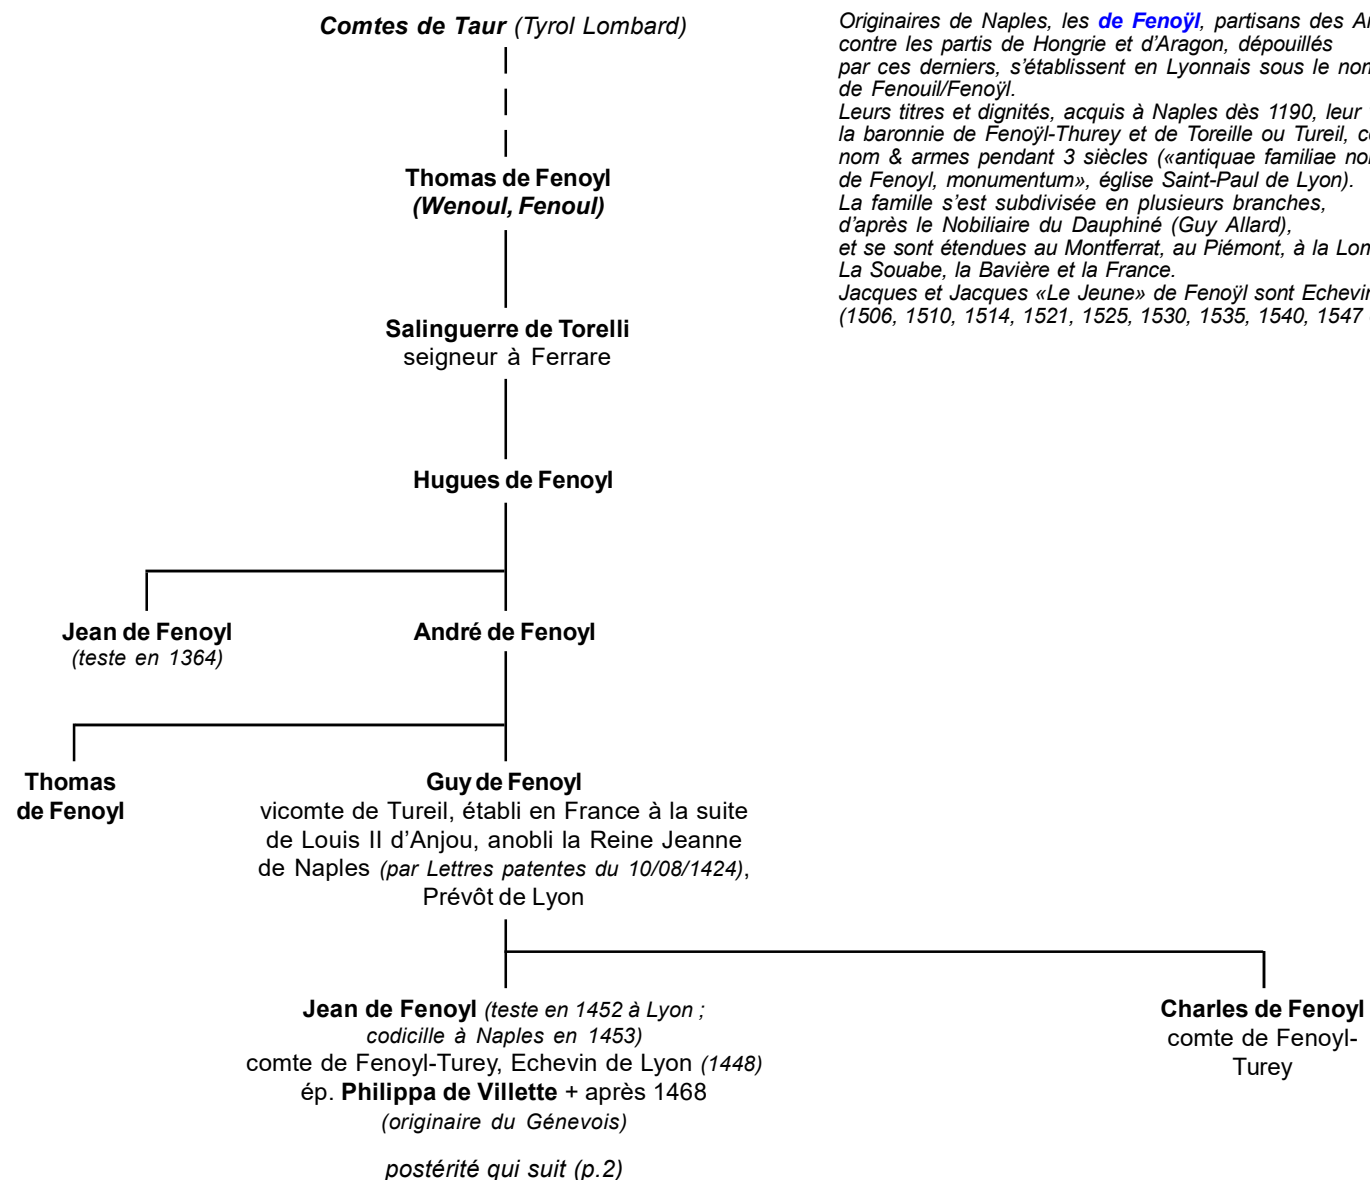 Comtes de Taur (Tyrol Lombard)
Originaires de Naples, les de Fenoÿl, partisans des
contre les partis de Hongrie et d'Aragon, dépouillés
par ces derniers, s'établissent en Lyonnais sous le
de Fenouil/Fenoÿl.
Leurs titres et dignités, acquis à Naples dès 1190, leur
la baronnie de Fenoÿl-Thurey et de Toreille ou Tureil,
nom & armes pendant 3 siècles («antiquae familiae
de Fenoyl, monumentum», église Saint-Paul de Lyon).
La famille s'est subdivisée en plusieurs branches,
d'après le Nobiliaire du Dauphiné (Guy Allard),
et se sont étendues au Montferrat, au Piémont, à la
La Souabe, la Bavière et la France.
Jacques et Jacques «Le Jeune» de Fenoÿl sont
(1506, 1510, 1514, 1521, 1525, 1530, 1535, 1540, 1547
Thomas de Fenoyl
(Wenoul, Fenoul)
Salinguerre de Torelli
seigneur à Ferrare
Hugues de Fenoyl
Jean de Fenoyl
(teste en 1364)
André de Fenoyl
Thomas
de Fenoyl
Guy de Fenoyl
vicomte de Tureil, établi en France à la suite
de Louis II d'Anjou, anobli la Reine Jeanne
de Naples (par Lettres patentes du 10/08/1424),
Prévôt de Lyon
Jean de Fenoyl (teste en 1452 à Lyon ;
codicille à Naples en 1453)
comte de Fenoyl-Turey, Echevin de Lyon (1448)
ép. Philippa de Villette + après 1468
(originaire du Génevois)
postérité qui suit (p.2)
Charles de Fenoyl
comte de Fenoyl-
Turey